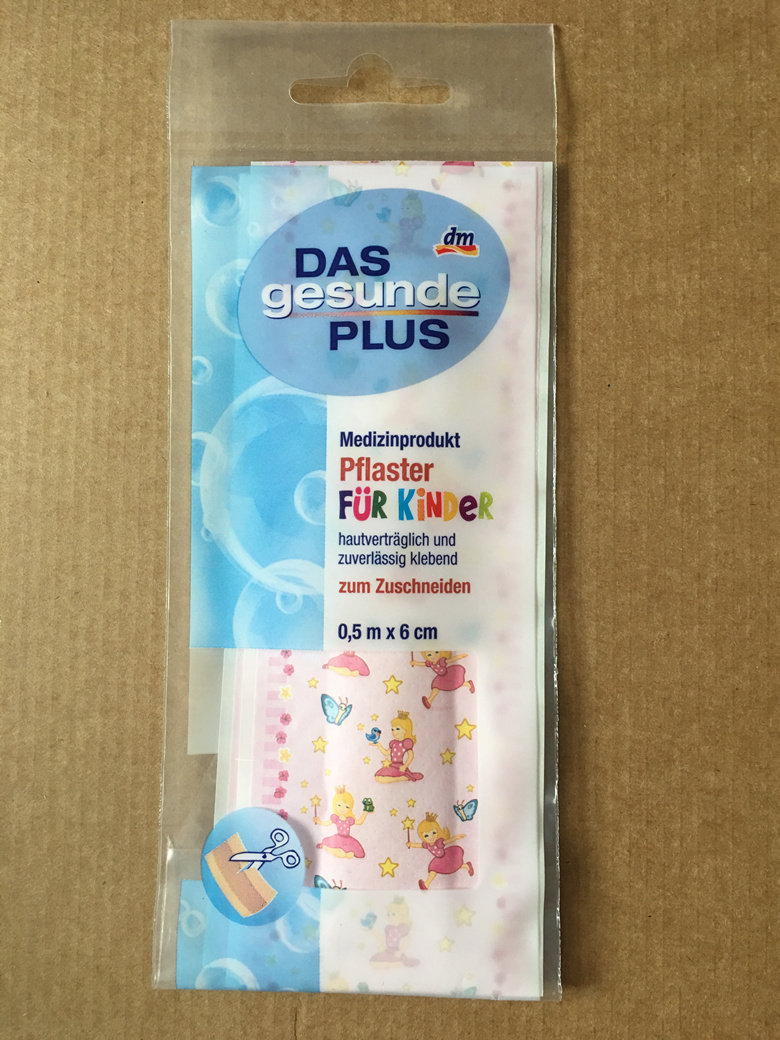 dm
DAS
gesunde
PLUS
Medizinprodukt
Pflaster
FÜR KiNDeR
hautverträglich und
zuverlässig klebend
zum Zuschneiden
0,5 m x 6 cm